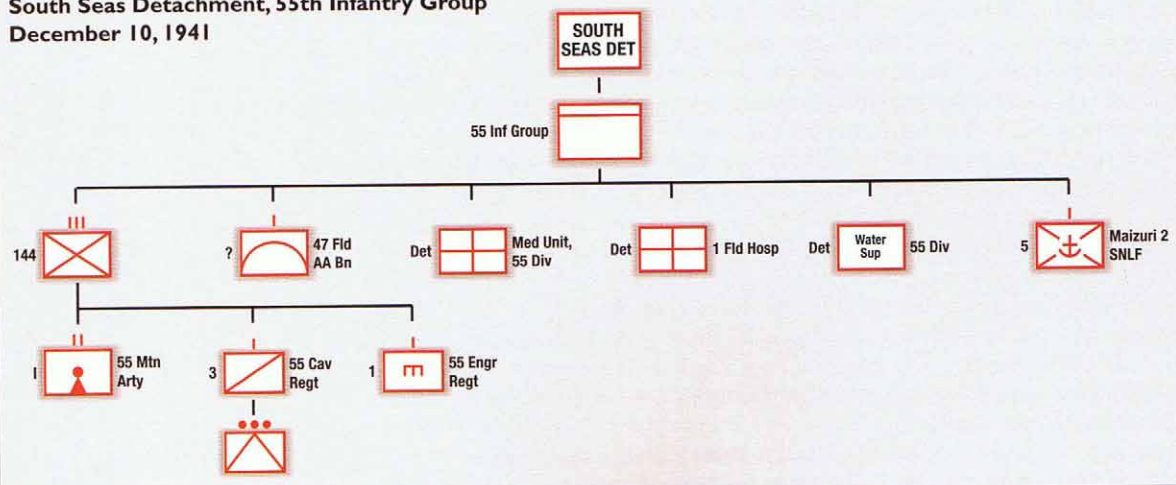 South Seas Detachment, 55th Infantry Group
December 10, 1941
SOUTH
SEAS DET
55 Inf Group
144
?
47 Fld
AA Bn
Det
Med Unit,
55 Div
Det
1 Fld Hosp
Det
Water
Sup
55 Div
5
Maizuri 2
SNLF
I
55 Mtn
Arty
3
55 Cav
Regt
1
55 Engr
Regt